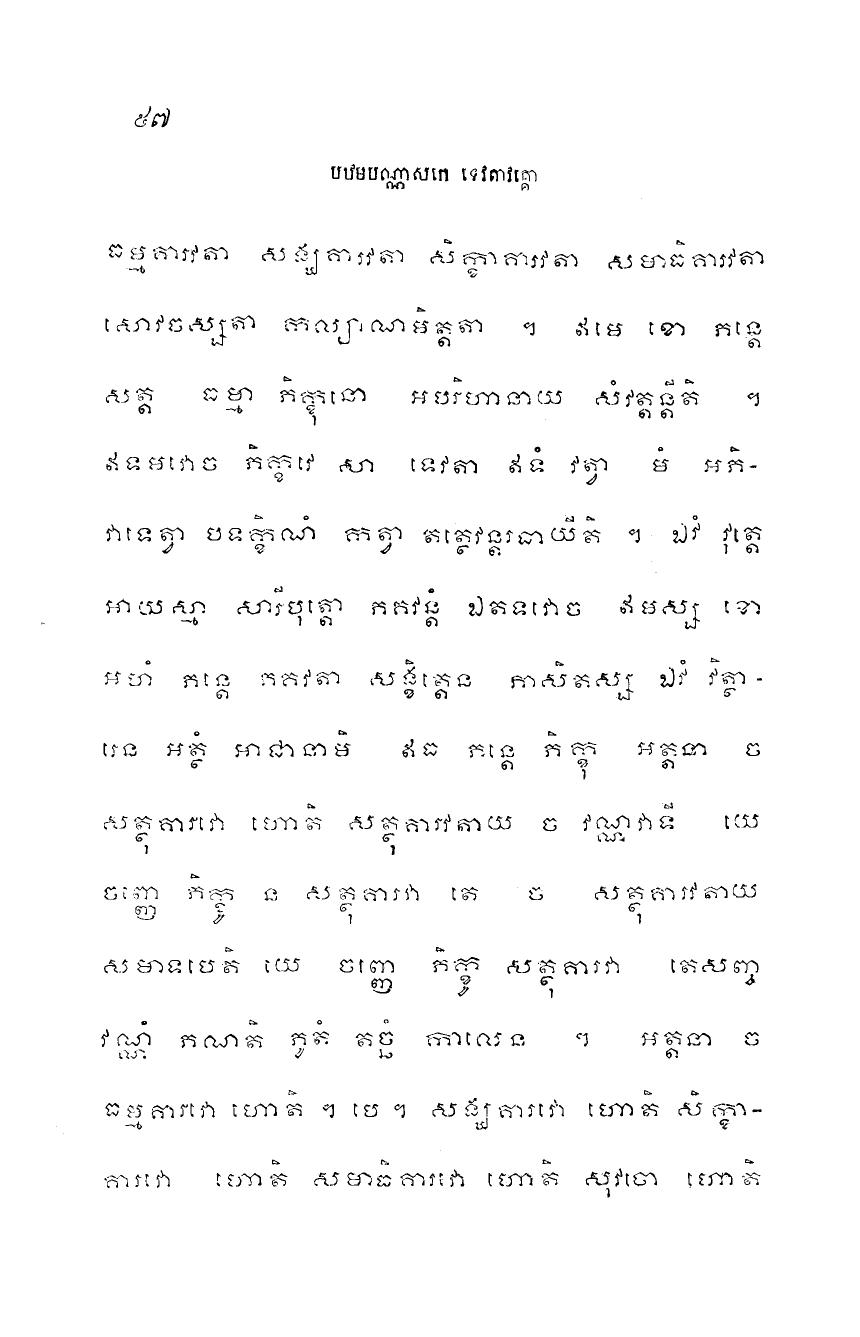 ៩៧
បឋមបណ្ណាសកេ ទេវតាវគ្គោ
ធម្មគារវតា សង្ឃគារវតា សិក្ខាគារវតា សមាធិគារវតា
សោវចស្សតា កល្យាណមិត្តតា ។ ឥមេ ខោ ភន្តេ
សត្ត ធម្មា ភិក្ខុនោ អបរិហានាយ សំវត្តន្តីតិ ។
ឥទមវោច ភិក្ខវេ សា ទេវតា ឥទំ វត្វា មំ អភិ-
វាទេត្វា បទក្ខិណំ កត្វា តត្ថេវន្តរធាយីតិ ។ ឯវំ វុត្តេ
អាយស្មា សារីបុត្តោ ភគវន្តំ ឯតទវោច ឥមស្ស ខោ
អហំ ភន្តេ ភគវតា សង្ខិត្តេន ភាសិតស្ស ឯវំ វិត្ថា-
រេន អត្ថំ អាជានាមិ ឥធ ភន្តេ ភិក្ខុ អត្តនា ច
សត្ថុគារវោ ហោតិ សត្ថុគារវតាយ ច វណ្ណវាទី យេ
ចញ្ញេ ភិក្ខូ ន សត្ថុគារវា តេ ច សត្ថុគារវតាយ
សមាទបេតិ យេ ចញ្ញេ ភិក្ខូ សត្ថុគារវា តេសញ្ច
វណ្ណំ ភណតិ ភូតំ តច្ឆំ កាលេន ។ អត្តនា ច
ធម្មគារវោ ហោតិ ។ បេ ។ សង្ឃគារវោ ហោតិ សិក្ខា-
គារវោ ហោតិ សមាធិគារវោ ហោតិ សុវចោ ហោតិ